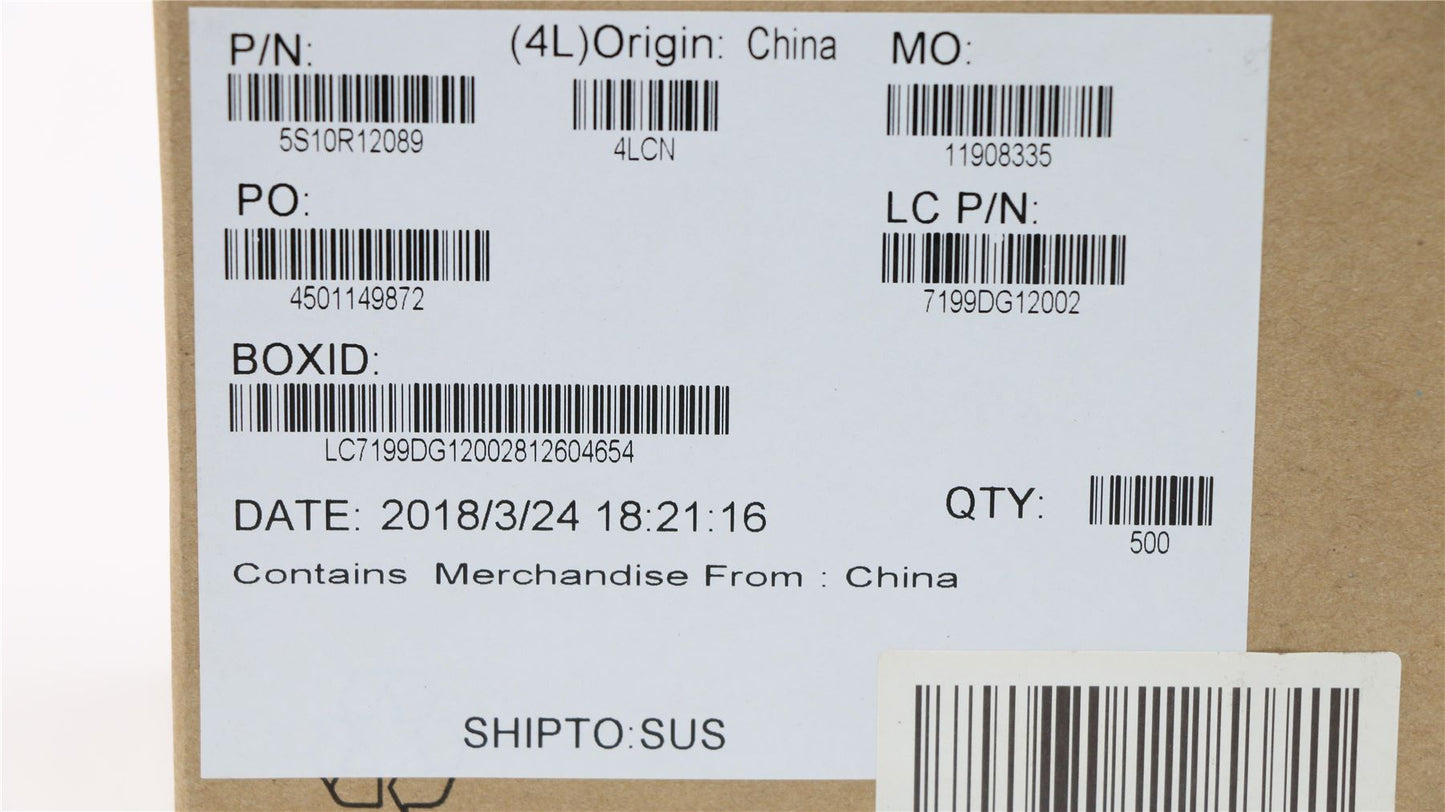 P/N:
(4L)Origin: China
MO:
5S10R12089
4LCN
11908335
PO:
LC P/N:
4501149872
7199DG12002
BOXID:
LC7199DG12002812604654
DATE: 2018/3/24 18:21:16
QTY:
500
Contains Merchandise From : China
SHIPTO:SUS